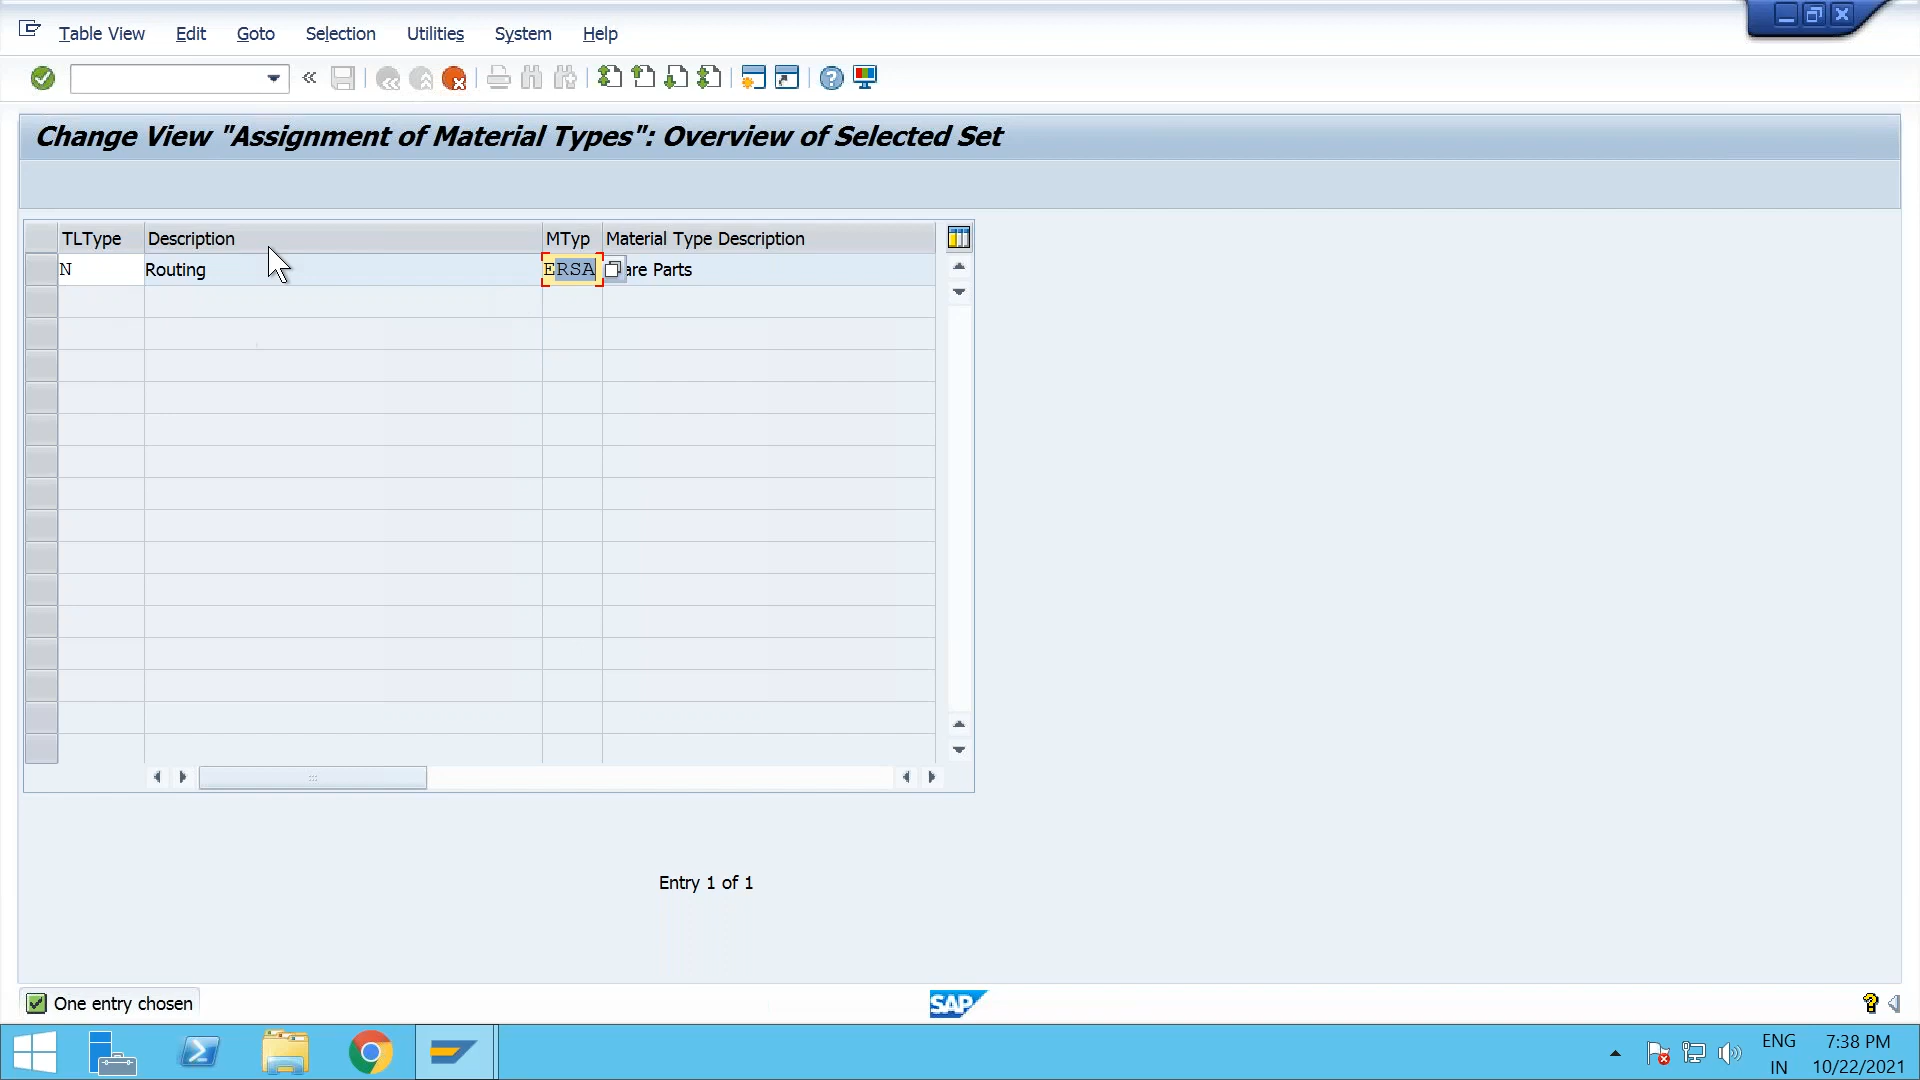 Table View Edit Goto Selection Utilities System Help
Change View "Assignment of Material Types": Overview of Selected Set
TLType Description MTyp Material Type Description
N Routing ERSA are Parts
Entry 1 of 1
One entry chosen
SAP
ENG 7:38 PM
IN 10/22/2021